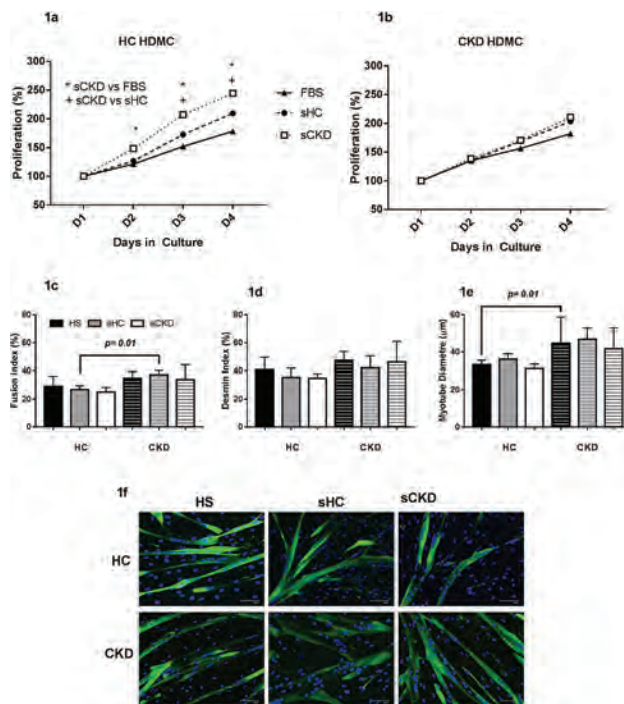 1a
HC HDMC
Proliferation (%)
300
250
200
150
100
50
* sCKD vs FBS
+ sCKD vs sHC
*
*
+
*
+
D1
D2
D3
D4
Days in Culture
FBS
sHC
sCKD
1b
CKD HDMC
Proliferation (%)
300
250
200
150
100
50
D1
D2
D3
D4
Days in Culture
1c
Fusion Index (%)
80
60
40
20
0
HS
sHC
sCKD
p= 0.01
HC
CKD
1d
Desmin Index (%)
80
60
40
20
0
HC
CKD
1e
Myotube Diametre (µm)
80
60
40
20
0
p= 0.01
HC
CKD
1f
HS
sHC
sCKD
HC
CKD